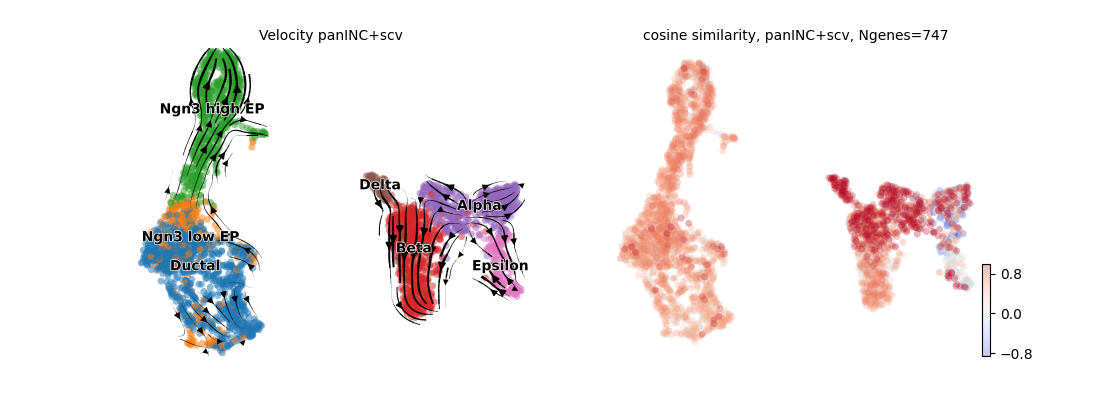 Velocity panINC+scv
cosine similarity, panINC+scv, Ngenes=747
Ngn3 high EP
Delta
Alpha
Ngn3 low EP
Beta
Ductal
Epsilon
0.8
0.0
−0.8